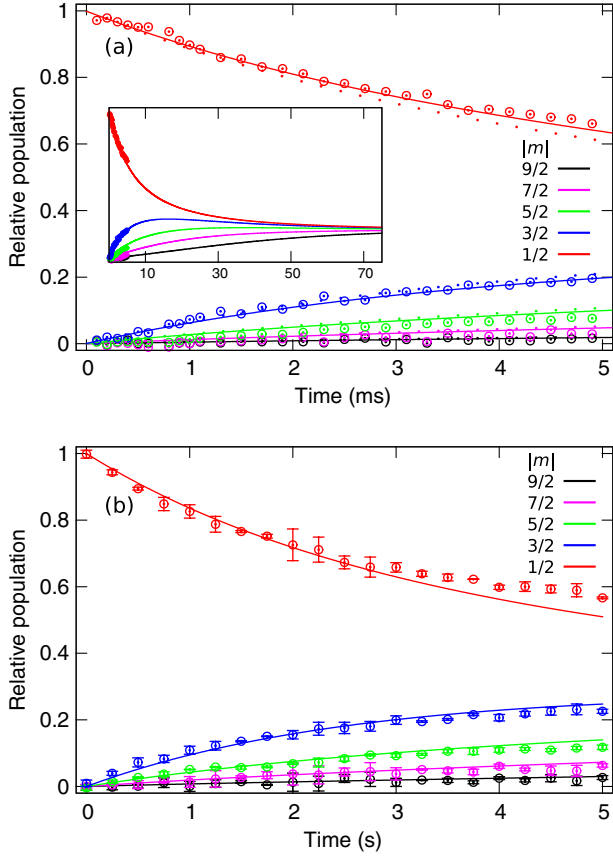 (a)
Relative population
1
0.8
0.6
0.4
0.2
0
|m|
9/2
7/2
5/2
3/2
1/2
10 30 50 70
0 1 2 3 4 5
Time (ms)
(b)
Relative population
1
0.8
0.6
0.4
0.2
0
|m|
9/2
7/2
5/2
3/2
1/2
0 1 2 3 4 5
Time (s)